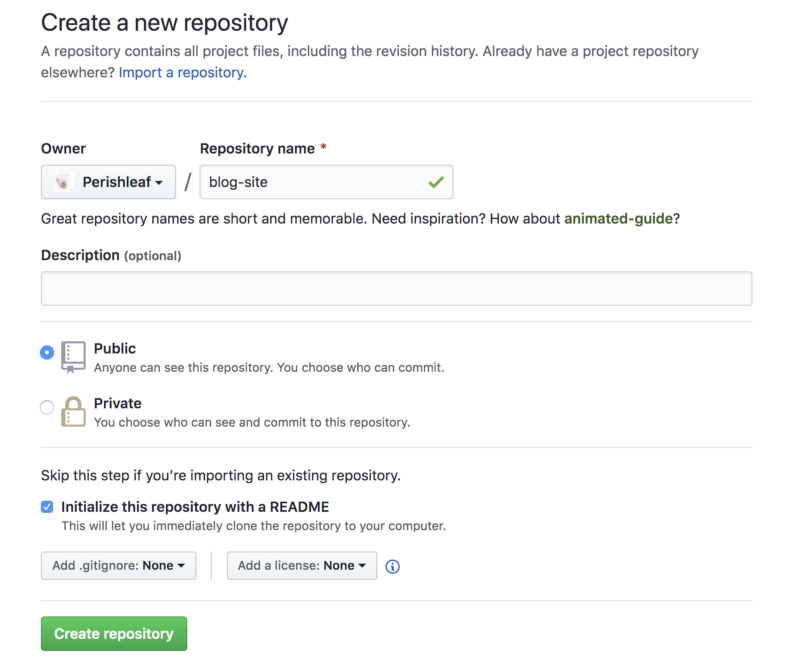 Create a new repository
A repository contains all project files, including the revision history. Already have a project repository
elsewhere? Import a repository.
Owner
Repository name *
Perishleaf
/
blog-site
Great repository names are short and memorable. Need inspiration? How about animated-guide?
Description (optional)
Public
Anyone can see this repository. You choose who can commit.
Private
You choose who can see and commit to this repository.
Skip this step if you’re importing an existing repository.
Initialize this repository with a README
This will let you immediately clone the repository to your computer.
Add .gitignore: None
Add a license: None
Create repository